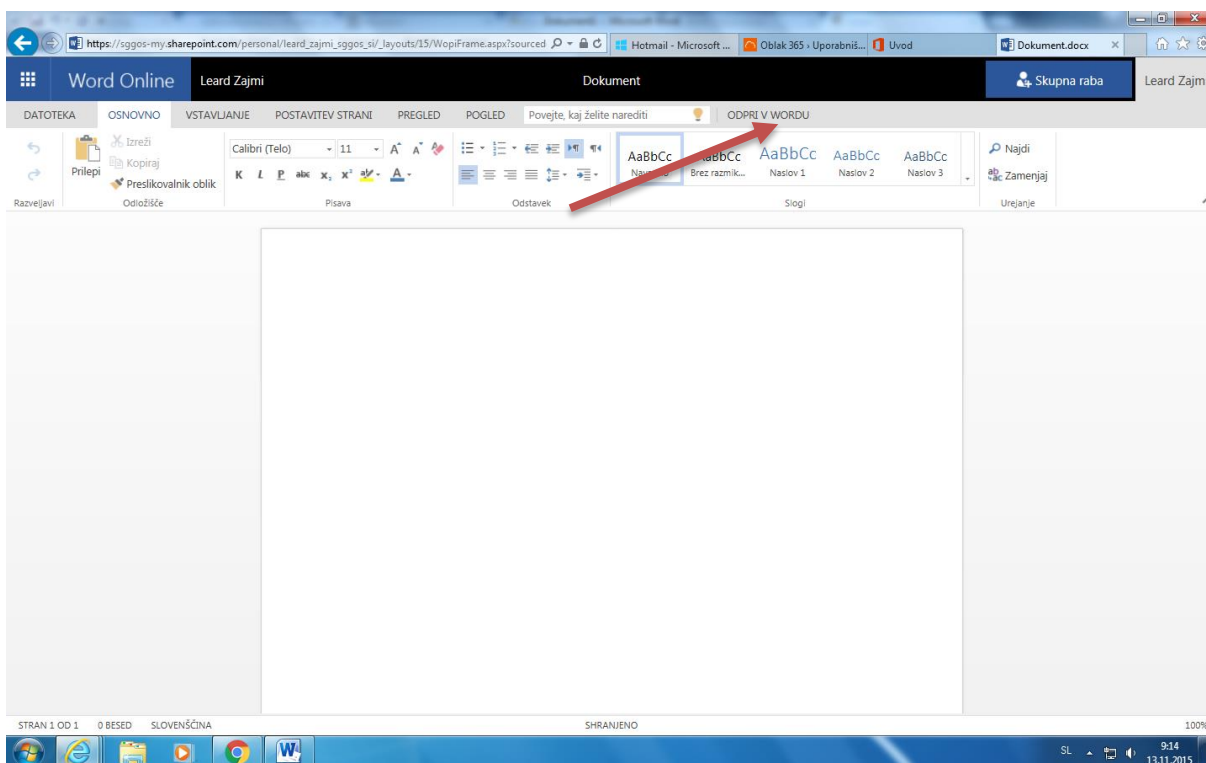 https://sggos-my.sharepoint.com/personal/leard_zajmi_sggos_si/_layouts/15/WopiFrame.aspx?sourced
Hotmail - Microsoft ...
Oblak 365 › Uporabniš...
Uvod
Dokument.docx
Word Online
Leard Zajmi
Dokument
Skupna raba
Leard Zajm
DATOTEKA OSNOVNO VSTAVLJANJE POSTAVITEV STRANI PREGLED POGLED Povejte, kaj želite narediti ODPRI V WORDU
Izreži
Kopiraj
Prilepi
Preslikovalnik oblik
Calibri (Telo) 11
K L P abc x₂ x²
AaBbCc AaBbCc AaBbCc AaBbCc
Brez razmik... Naslov 1 Naslov 2 Naslov 3
Najdi
Zamenjaj
Razveljavi Odložišče Pisava Odstavek Slogi Urejanje
STRAN 1 OD 1 0 BESED SLOVENŠČINA SHRANJENO 100%
SL 9:14
13.11.2015